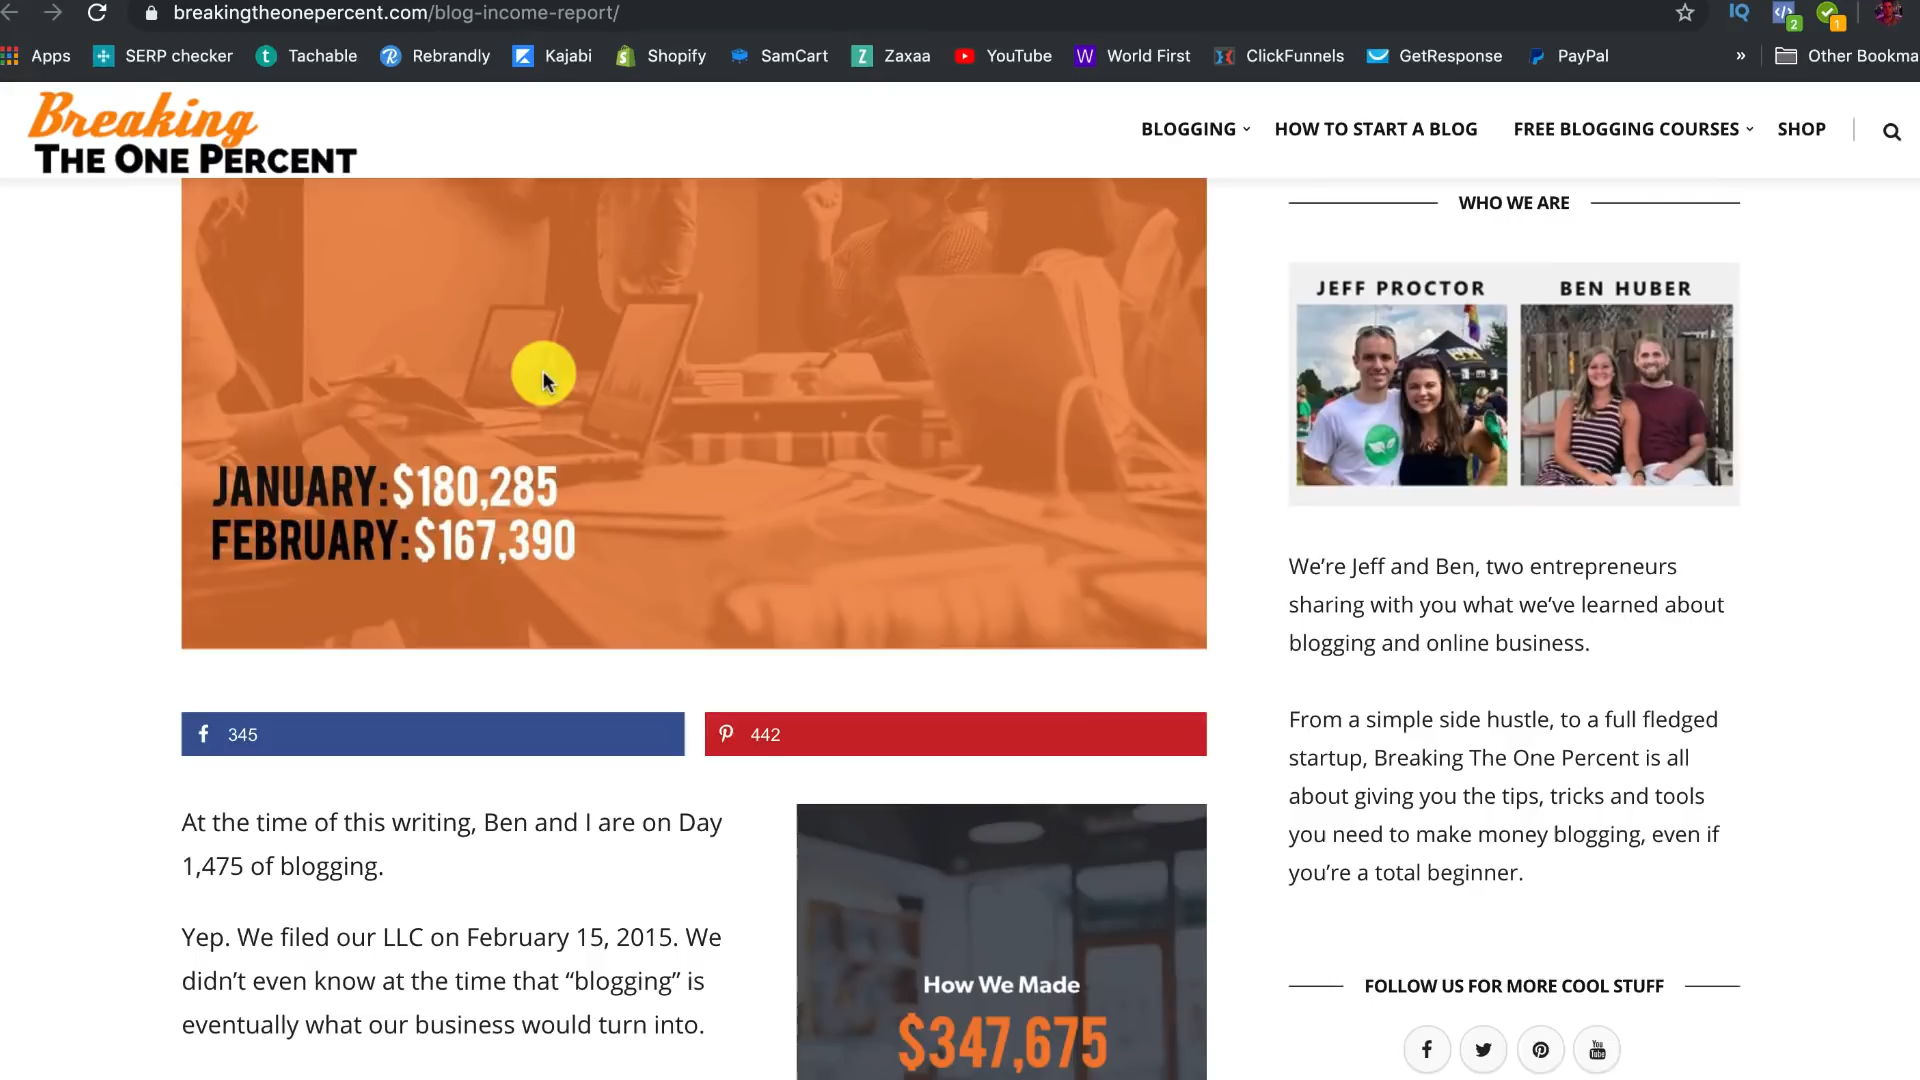 breakingtheonepercent.com/blog-income-report/
2
1
Apps
SERP checker
Tachable
Rebrandly
Kajabi
Shopify
SamCart
Zaxaa
YouTube
World First
ClickFunnels
GetResponse
PayPal
»
Other Bookma
Breaking
THE ONE PERCENT
BLOGGING
HOW TO START A BLOG
FREE BLOGGING COURSES
SHOP
JANUARY: $180,285
FEBRUARY: $167,390
345
442
At the time of this writing, Ben and I are on Day
1,475 of blogging.
Yep. We filed our LLC on February 15, 2015. We
didn’t even know at the time that “blogging” is
eventually what our business would turn into.
How We Made
$347,675
WHO WE ARE
JEFF PROCTOR
BEN HUBER
We’re Jeff and Ben, two entrepreneurs
sharing with you what we’ve learned about
blogging and online business.
From a simple side hustle, to a full fledged
startup, Breaking The One Percent is all
about giving you the tips, tricks and tools
you need to make money blogging, even if
you’re a total beginner.
FOLLOW US FOR MORE COOL STUFF